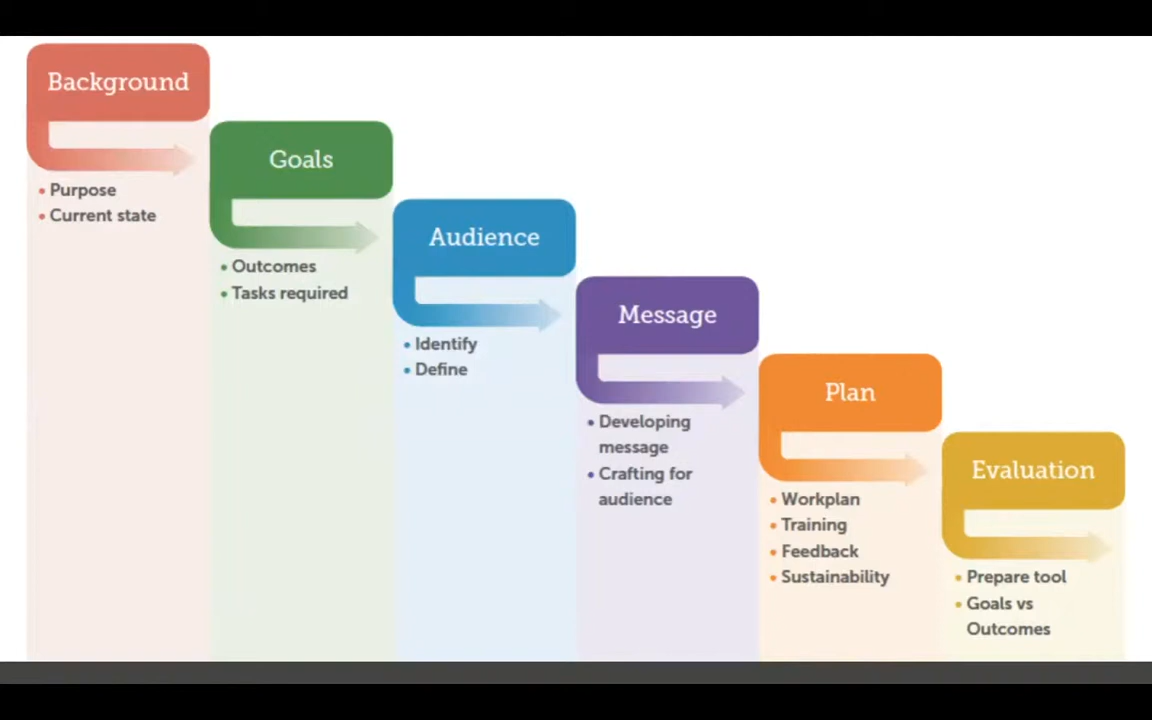 Background
• Purpose
• Current state
Goals
• Outcomes
• Tasks required
Audience
• Identify
• Define
Message
• Developing
message
• Crafting for
audience
Plan
• Workplan
• Training
• Feedback
• Sustainability
Evaluation
• Prepare tool
• Goals vs
Outcomes